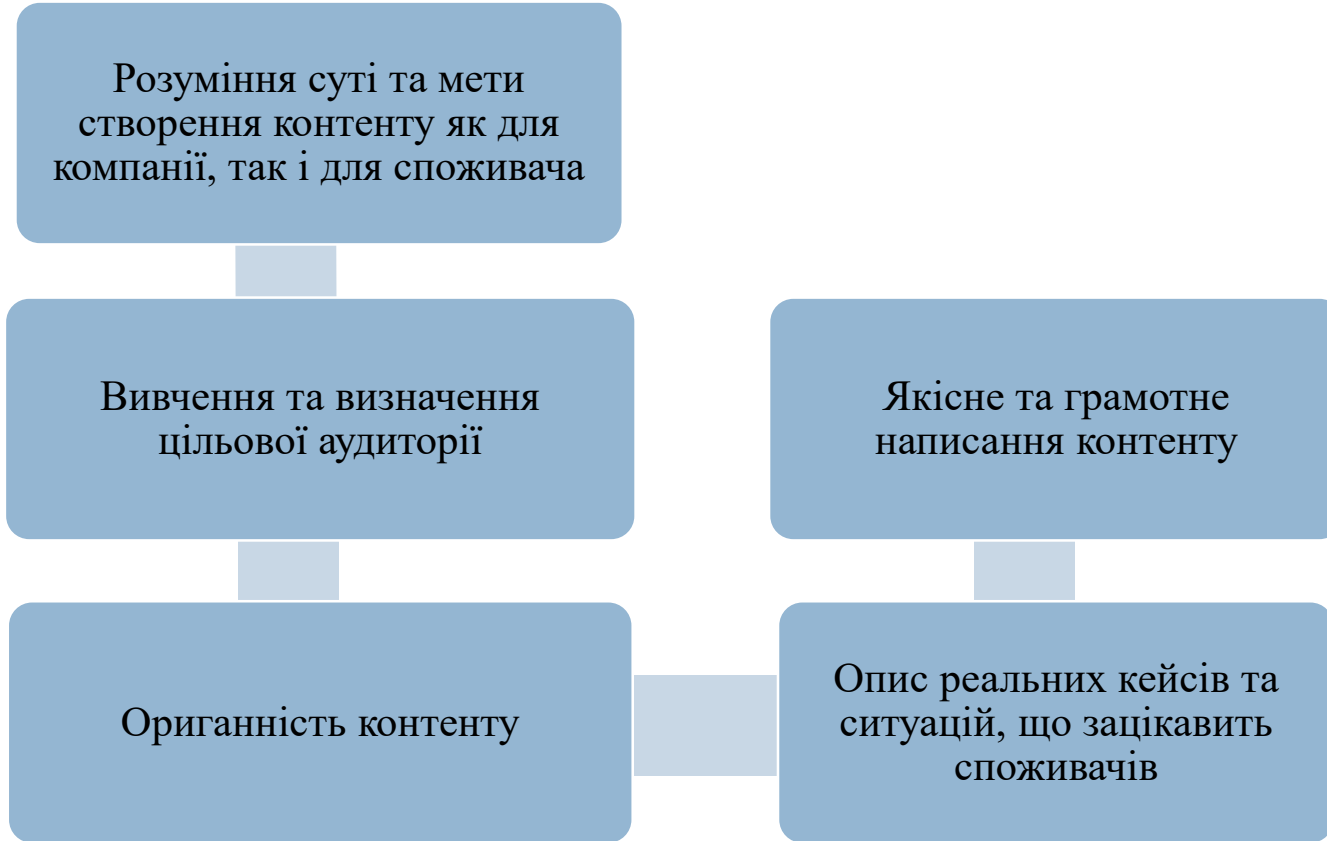 Розуміння суті та мети
створення контенту як для
компанії, так і для споживача
Вивчення та визначення
цільової аудиторії
Ориганність контенту
Опис реальних кейсів та
ситуацій, що зацікавить
споживачів
Якісне та грамотне
написання контенту